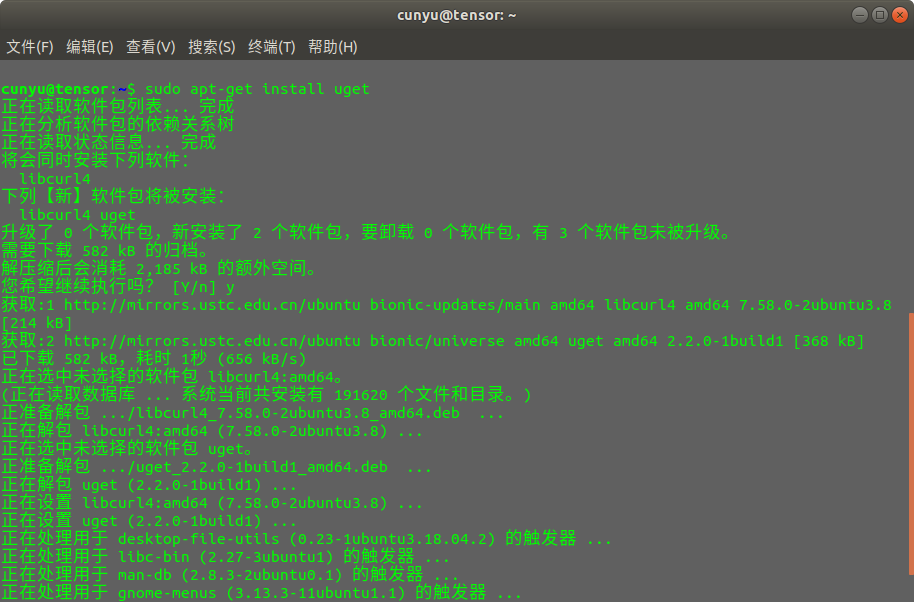 cunyu@tensor: ~
文件(F) 编辑(E) 查看(V) 搜索(S) 终端(T) 帮助(H)
cunyu@tensor:~$ sudo apt-get install uget
正在读取软件包列表... 完成
正在分析软件包的依赖关系树
正在读取状态信息... 完成
将会同时安装下列软件：
  libcurl4
下列【新】软件包将被安装：
  libcurl4 uget
升级了 0 个软件包，新安装了 2 个软件包，要卸载 0 个软件包，有 3 个软件包未被升级。
需要下载 582 kB 的归档。
解压缩后会消耗 2,185 kB 的额外空间。
您希望继续执行吗？ [Y/n] y
获取:1 http://mirrors.ustc.edu.cn/ubuntu bionic-updates/main amd64 libcurl4 amd64 7.58.0-2ubuntu3.8
[214 kB]
获取:2 http://mirrors.ustc.edu.cn/ubuntu bionic/universe amd64 uget amd64 2.2.0-1build1 [368 kB]
已下载 582 kB，耗时 1秒 (656 kB/s)
正在选中未选择的软件包 libcurl4:amd64。
(正在读取数据库 ... 系统当前共安装有 191620 个文件和目录。)
正准备解包 .../libcurl4_7.58.0-2ubuntu3.8_amd64.deb  ...
正在解包 libcurl4:amd64 (7.58.0-2ubuntu3.8) ...
正在选中未选择的软件包 uget。
正准备解包 .../uget_2.2.0-1build1_amd64.deb  ...
正在解包 uget (2.2.0-1build1) ...
正在设置 libcurl4:amd64 (7.58.0-2ubuntu3.8) ...
正在设置 uget (2.2.0-1build1) ...
正在处理用于 desktop-file-utils (0.23-1ubuntu3.18.04.2) 的触发器 ...
正在处理用于 libc-bin (2.27-3ubuntu1) 的触发器 ...
正在处理用于 man-db (2.8.3-2ubuntu0.1) 的触发器 ...
正在处理用于 gnome-menus (3.13.3-11ubuntu1.1) 的触发器 ...